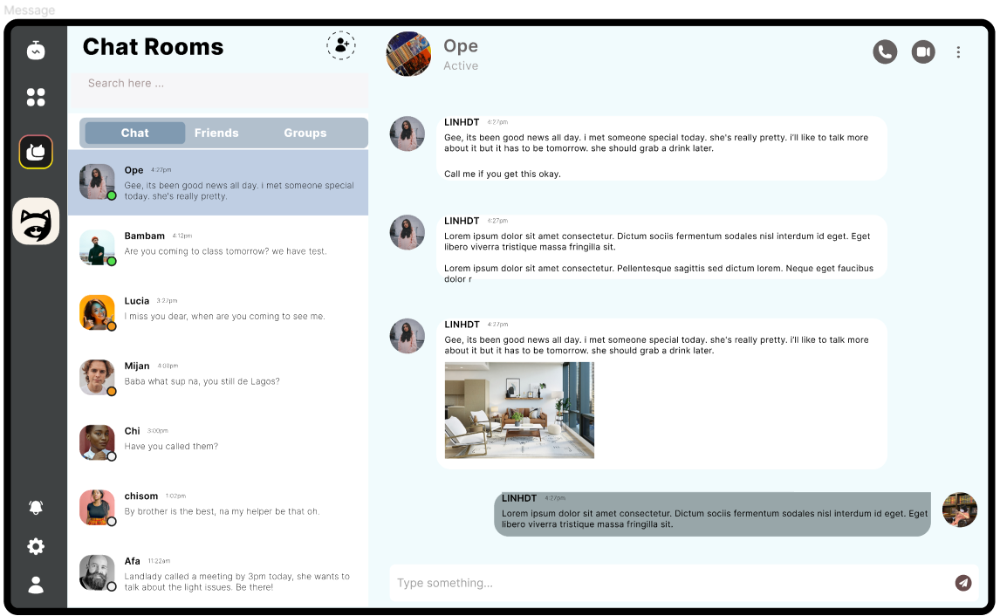 Message
Chat Rooms
Search here ...
Chat Friends Groups
Ope 4:27pm
Gee, its been good news all day. i met someone special
today. she's really pretty.
Bambam 4:12pm
Are you coming to class tomorrow? we have test.
Lucia 3:27pm
I miss you dear, when are you coming to see me.
Mijan 4:00pm
Baba what sup na, you still de Lagos?
Chi 3:00pm
Have you called them?
chisom 1:02pm
By brother is the best, na my helper be that oh.
Afa 11:22am
Landlady called a meeting by 3pm today, she wants to
talk about the light issues. Be there!
Ope
Active
LINHDT 4:27pm
Gee, its been good news all day. i met someone special today. she's really pretty. i'll like to talk more
about it but it has to be tomorrow. she should grab a drink later.
Call me if you get this okay.
LINHDT 4:27pm
Lorem ipsum dolor sit amet consectetur. Dictum sociis fermentum sodales nisl interdum id eget. Eget
libero viverra tristique massa fringilla sit.
Lorem ipsum dolor sit amet consectetur. Pellentesque sagittis sed dictum lorem. Neque eget faucibus
dolor r
LINHDT 4:27pm
Gee, its been good news all day. i met someone special today. she's really pretty. i'll like to talk more
about it but it has to be tomorrow. she should grab a drink later.
LINHDT 4:27pm
Lorem ipsum dolor sit amet consectetur. Dictum sociis fermentum sodales nisl interdum id eget. Eget
libero viverra tristique massa fringilla sit.
Type something...